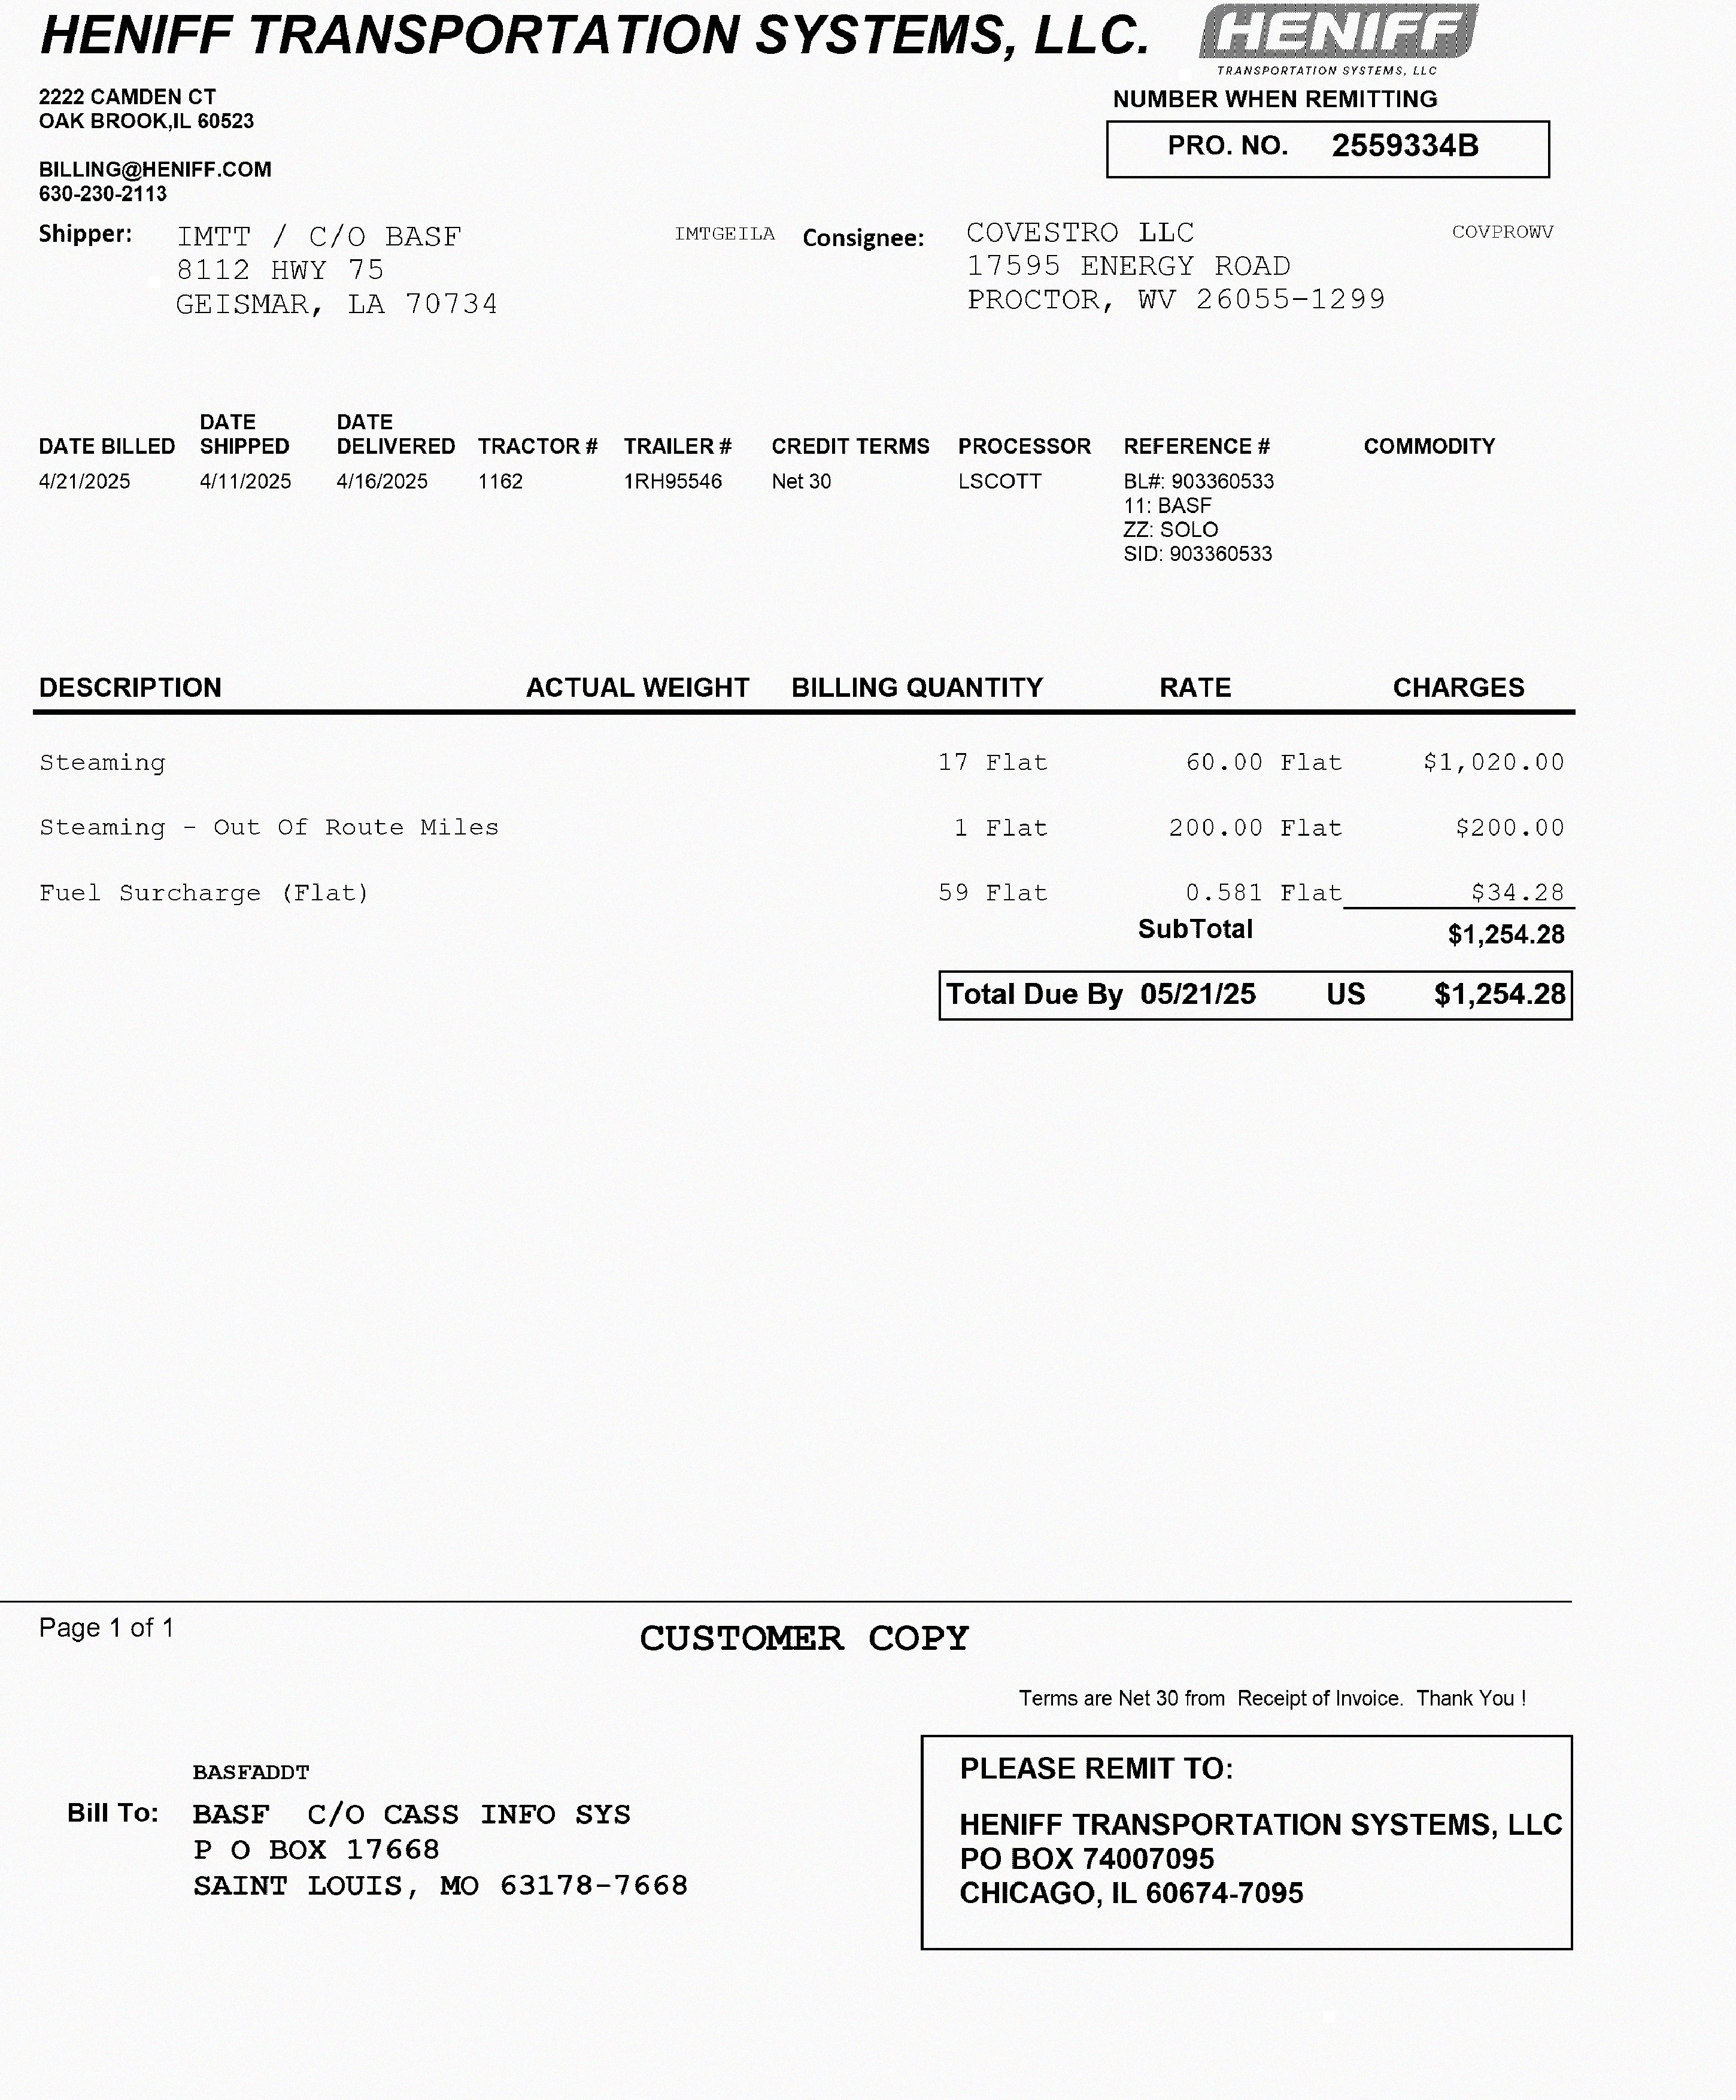 HENIFF TRANSPORTATION SYSTEMS, LLC.
HENIFF
TRANSPORTATION SYSTEMS, LLC
2222 CAMDEN CT
OAK BROOK,IL 60523
BILLING@HENIFF.COM
630-230-2113
NUMBER WHEN REMITTING
PRO. NO. 2559334B
Shipper: IMTT / C/O BASF IMTGEILA
8112 HWY 75
GEISMAR, LA 70734
Consignee: COVESTRO LLC COVPROWV
17595 ENERGY ROAD
PROCTOR, WV 26055-1299
DATE BILLED DATE SHIPPED DATE DELIVERED TRACTOR # TRAILER # CREDIT TERMS PROCESSOR REFERENCE # COMMODITY
4/21/2025 4/11/2025 4/16/2025 1162 1RH95546 Net 30 LSCOTT BL#: 903360533
11: BASF
ZZ: SOLO
SID: 903360533
DESCRIPTION ACTUAL WEIGHT BILLING QUANTITY RATE CHARGES
Steaming 17 Flat 60.00 Flat $1,020.00
Steaming - Out Of Route Miles 1 Flat 200.00 Flat $200.00
Fuel Surcharge (Flat) 59 Flat 0.581 Flat $34.28
SubTotal $1,254.28
Total Due By 05/21/25 US $1,254.28
Page 1 of 1
CUSTOMER COPY
Terms are Net 30 from Receipt of Invoice. Thank You !
BASFADDT
Bill To: BASF C/O CASS INFO SYS
P O BOX 17668
SAINT LOUIS, MO 63178-7668
PLEASE REMIT TO:
HENIFF TRANSPORTATION SYSTEMS, LLC
PO BOX 74007095
CHICAGO, IL 60674-7095